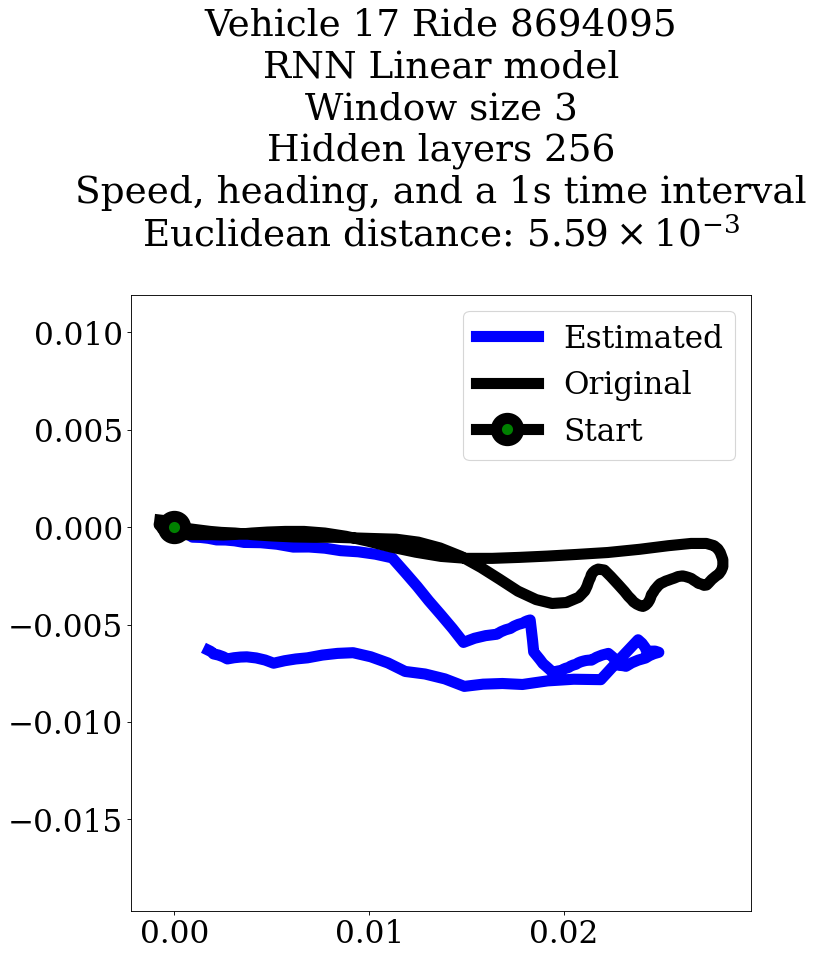 Vehicle 17 Ride 8694095
RNN Linear model
Window size 3
Hidden layers 256
Speed, heading, and a 1s time interval
Euclidean distance: 5.59 × 10⁻³
Estimated
Original
Start
0.010
0.005
0.000
−0.005
−0.010
−0.015
0.00 0.01 0.02